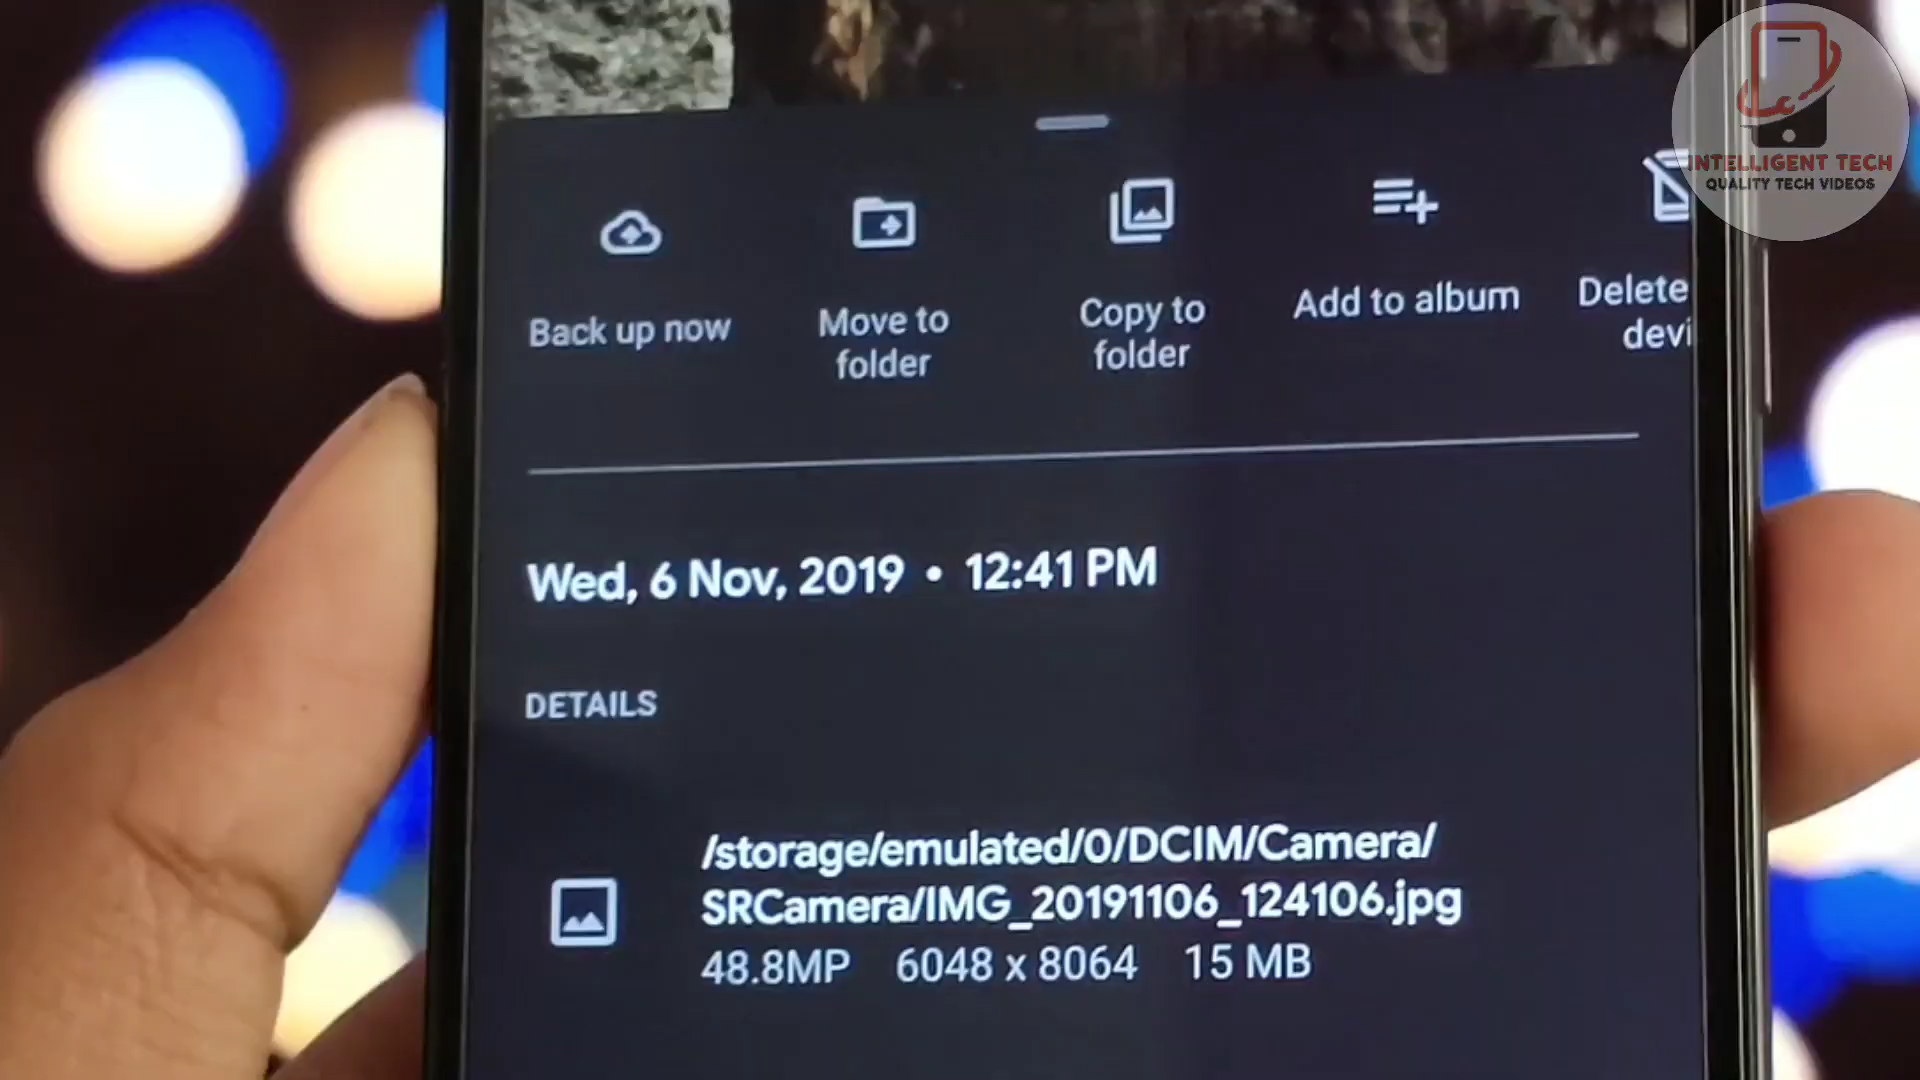 INTELLIGENT TECH
QUALITY TECH VIDEOS
Back up now
Move to
folder
Copy to
folder
Add to album
Delete
devi
Wed, 6 Nov, 2019 • 12:41 PM
DETAILS
/storage/emulated/0/DCIM/Camera/
SRCamera/IMG_20191106_124106.jpg
48.8MP 6048 x 8064 15 MB